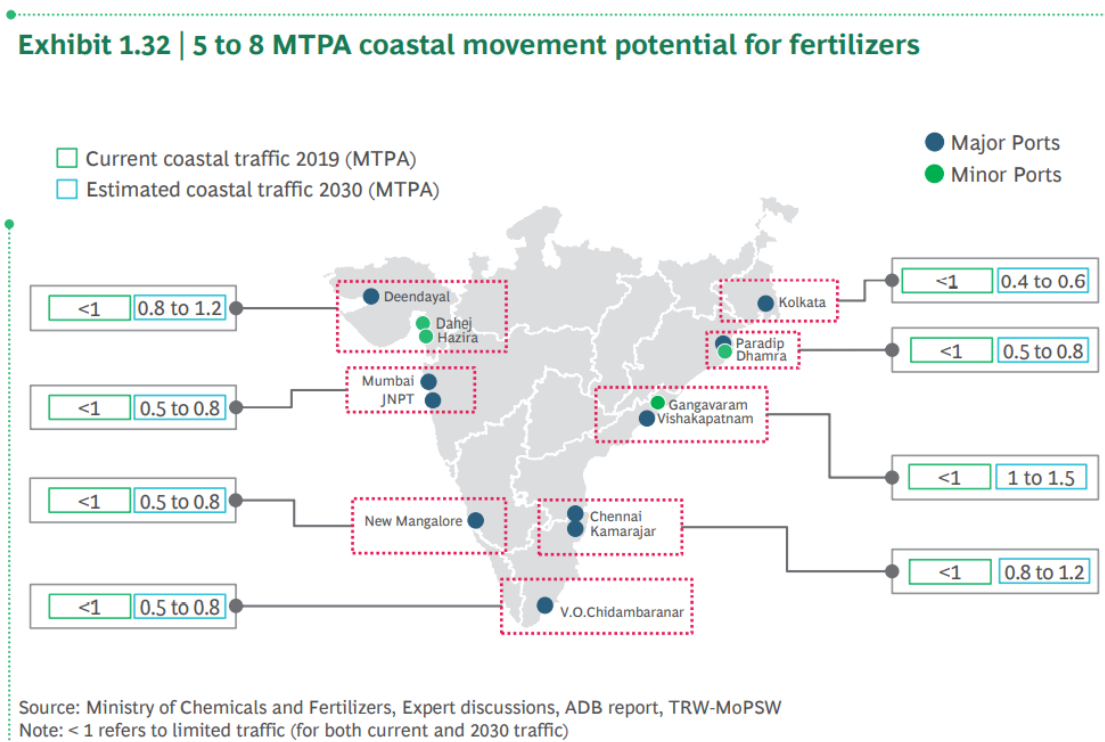 Exhibit 1.32 | 5 to 8 MTPA coastal movement potential for fertilizers
Current coastal traffic 2019 (MTPA)
Estimated coastal traffic 2030 (MTPA)
Major Ports
Minor Ports
<1 0.8 to 1.2
<1 0.5 to 0.8
<1 0.5 to 0.8
<1 0.5 to 0.8
Deendayal
Dahej
Hazira
Mumbai
JNPT
New Mangalore
V.O.Chidambaranar
Chennai
Kamarajar
Gangavaram
Vishakapatnam
Paradip
Dhamra
Kolkata
<1 0.4 to 0.6
<1 0.5 to 0.8
<1 1 to 1.5
<1 0.8 to 1.2
Source: Ministry of Chemicals and Fertilizers, Expert discussions, ADB report, TRW-MoPSW
Note: < 1 refers to limited traffic (for both current and 2030 traffic)